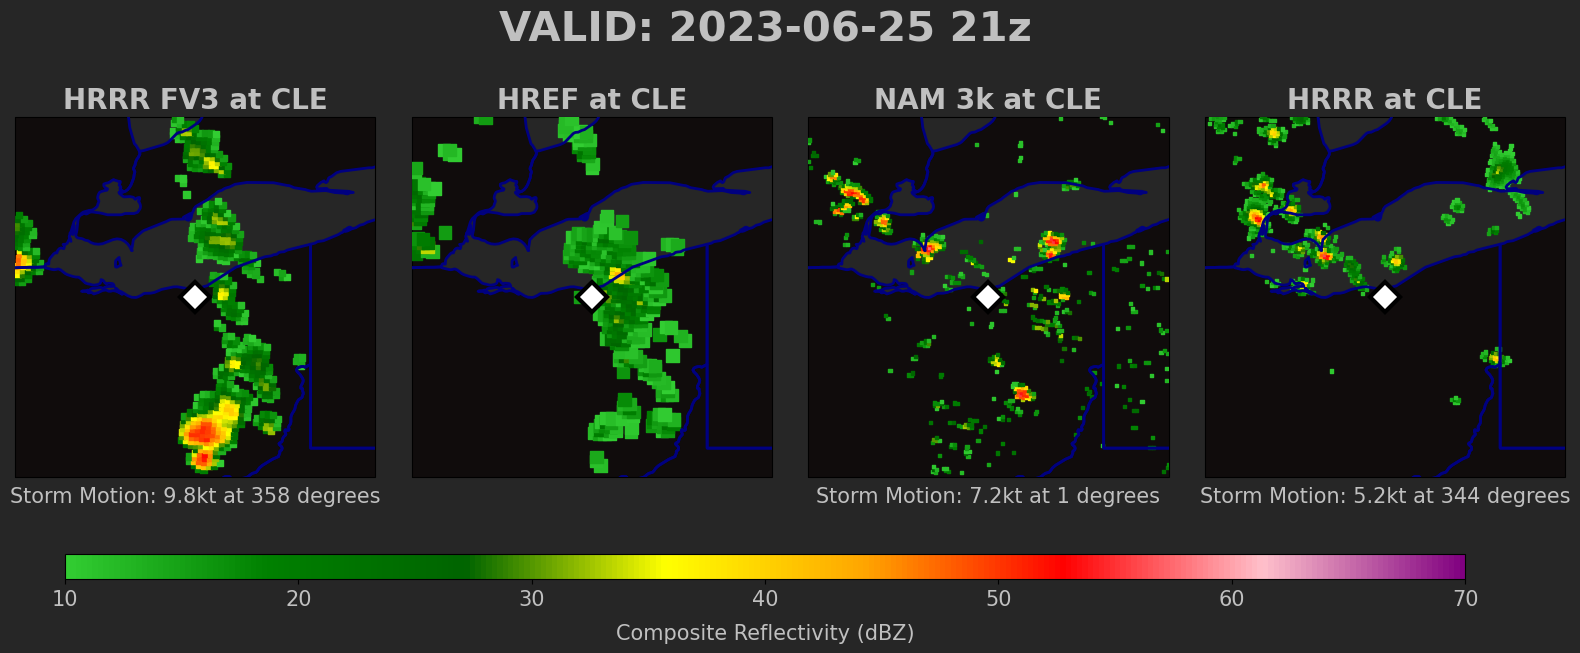 VALID: 2023-06-25 21z
HRRR FV3 at CLE
HREF at CLE
NAM 3k at CLE
HRRR at CLE
Storm Motion: 9.8kt at 358 degrees
Storm Motion: 7.2kt at 1 degrees
Storm Motion: 5.2kt at 344 degrees
10 20 30 40 50 60 70
Composite Reflectivity (dBZ)